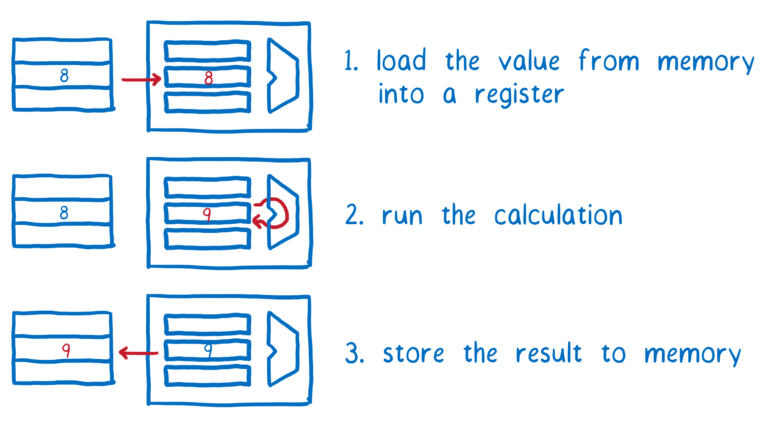 8
8
1. load the value from memory
into a register
8
9
2. run the calculation
9
9
3. store the result to memory